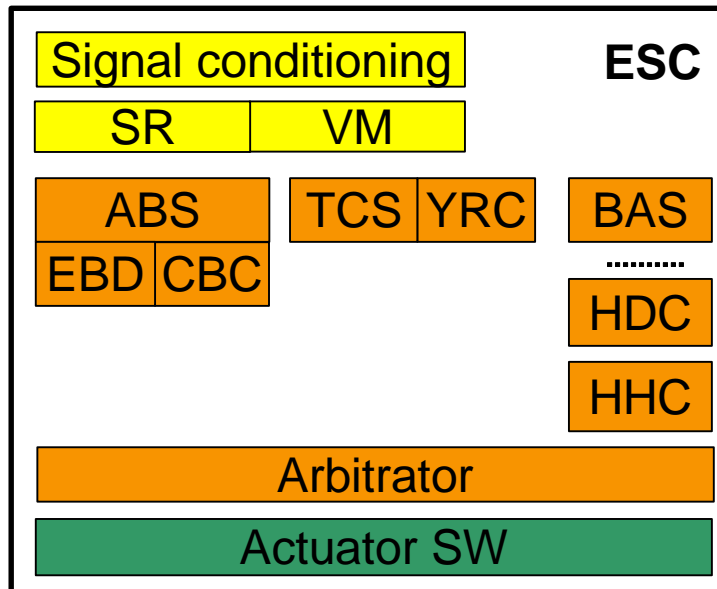 Signal conditioning ESC
SR VM
ABS TCS YRC BAS
EBD CBC
HDC
HHC
Arbitrator
Actuator SW